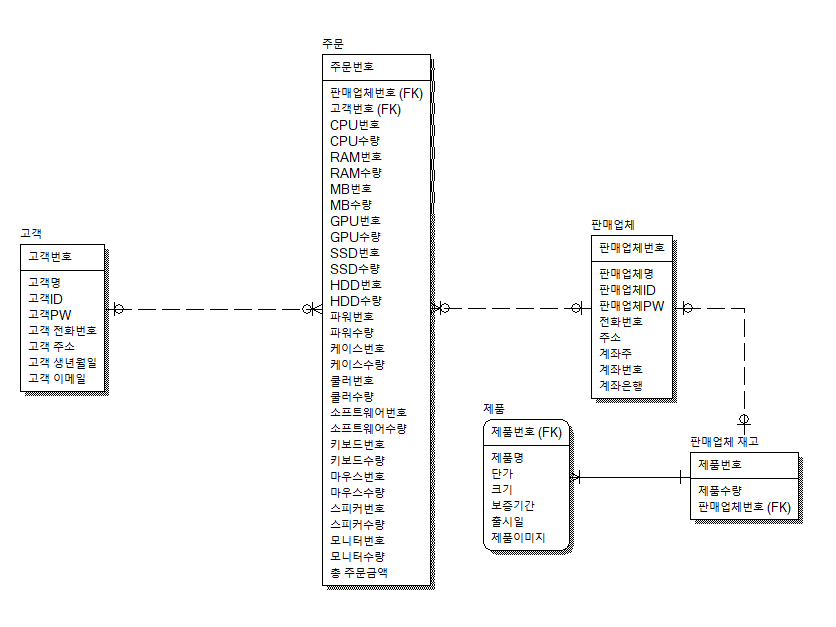 고객
고객번호
고객명
고객ID
고객PW
고객 전화번호
고객 주소
고객 생년월일
고객 이메일
주문
주문번호
판매업체번호 (FK)
고객번호 (FK)
CPU번호
CPU수량
RAM번호
RAM수량
MB번호
MB수량
GPU번호
GPU수량
SSD번호
SSD수량
HDD번호
HDD수량
파워번호
파워수량
케이스번호
케이스수량
쿨러번호
쿨러수량
소프트웨어번호
소프트웨어수량
키보드번호
키보드수량
마우스번호
마우스수량
스피커번호
스피커수량
모니터번호
모니터수량
총 주문금액
판매업체
판매업체번호
판매업체명
판매업체ID
판매업체PW
전화번호
주소
계좌주
계좌번호
계좌은행
제품
제품번호 (FK)
제품명
단가
크기
보증기간
출시일
제품이미지
판매업체 재고
제품번호
제품수량
판매업체번호 (FK)